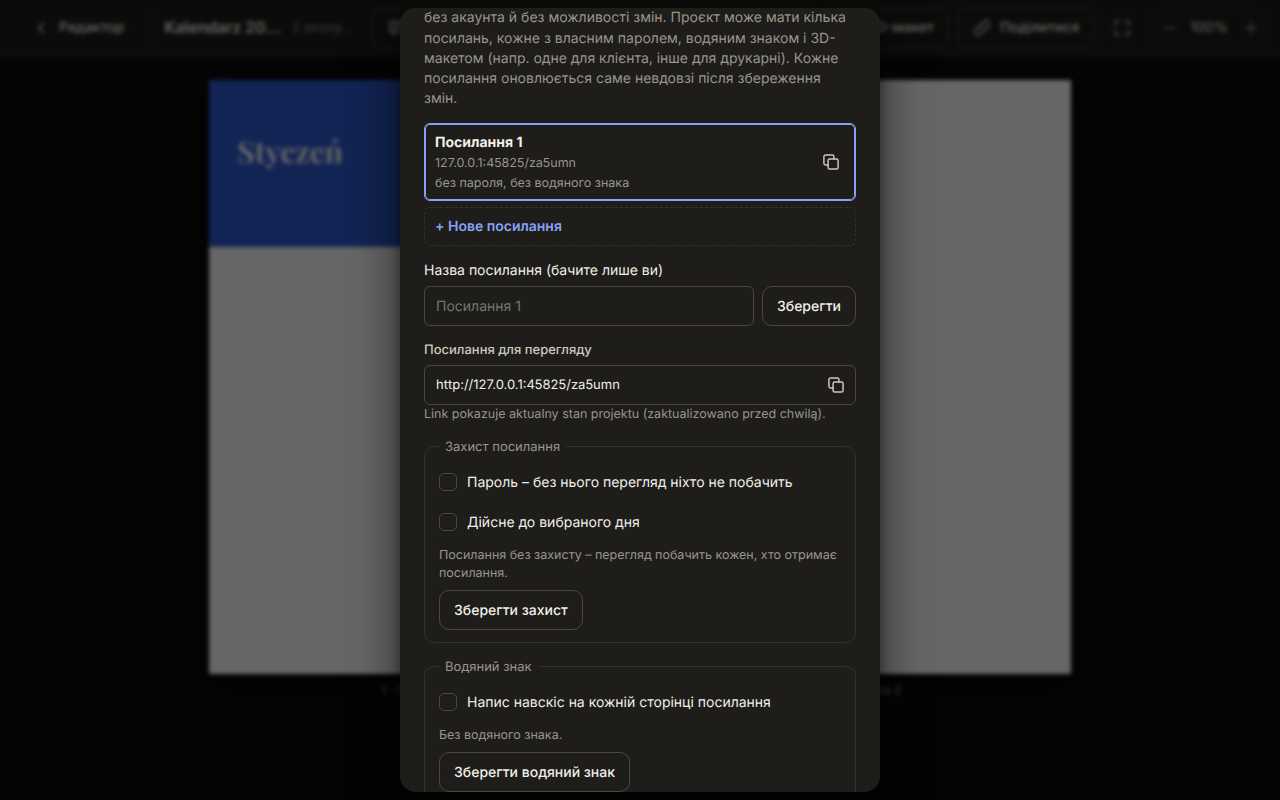 Редактор
Kalendarz 20...
2 strony...
Поділитися
100%
Styczeń
без акаунта й без можливості змін. Проєкт може мати кілька
посилань, кожне з власним паролем, водяним знаком і 3D-
макетом (напр. одне для клієнта, інше для друкарні). Кожне
посилання оновлюється саме невдовзі після збереження
змін.
Посилання 1
127.0.0.1:45825/za5umn
без пароля, без водяного знака
+ Нове посилання
Назва посилання (бачите лише ви)
Посилання 1
Зберегти
Посилання для перегляду
http://127.0.0.1:45825/za5umn
Link pokazuje aktualny stan projektu (zaktualizowano przed chwilą).
Захист посилання
Пароль – без нього перегляд ніхто не побачить
Дійсне до вибраного дня
Посилання без захисту – перегляд побачить кожен, хто отримає
посилання.
Зберегти захист
Водяний знак
Напис навскіс на кожній сторінці посилання
Без водяного знака.
Зберегти водяний знак